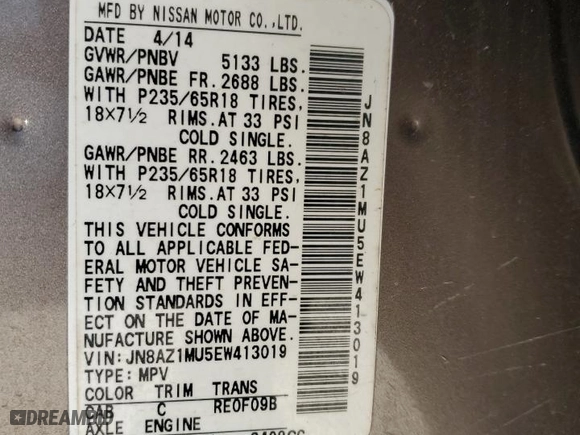 MFD BY NISSAN MOTOR CO.,LTD.
DATE 4/14
GVWR/PNBV 5133 LBS.
GAWR/PNBE FR. 2688 LBS.
WITH P235/65R18 TIRES,
18×7½ RIMS. AT 33 PSI
COLD SINGLE.
GAWR/PNBE RR. 2463 LBS.
WITH P235/65R18 TIRES,
18×7½ RIMS. AT 33 PSI
COLD SINGLE.
THIS VEHICLE CONFORMS
TO ALL APPLICABLE FED-
ERAL MOTOR VEHICLE SA-
FETY AND THEFT PREVEN-
TION STANDARDS IN EFF-
ECT ON THE DATE OF MA-
NUFACTURE SHOWN ABOVE.
VIN: JN8AZ1MU5EW413019
TYPE: MPV
COLOR TRIM TRANS
CAB C RE0F09B
AXLE ENGINE
JN8AZ1MU5EW413019
©DREAMBID